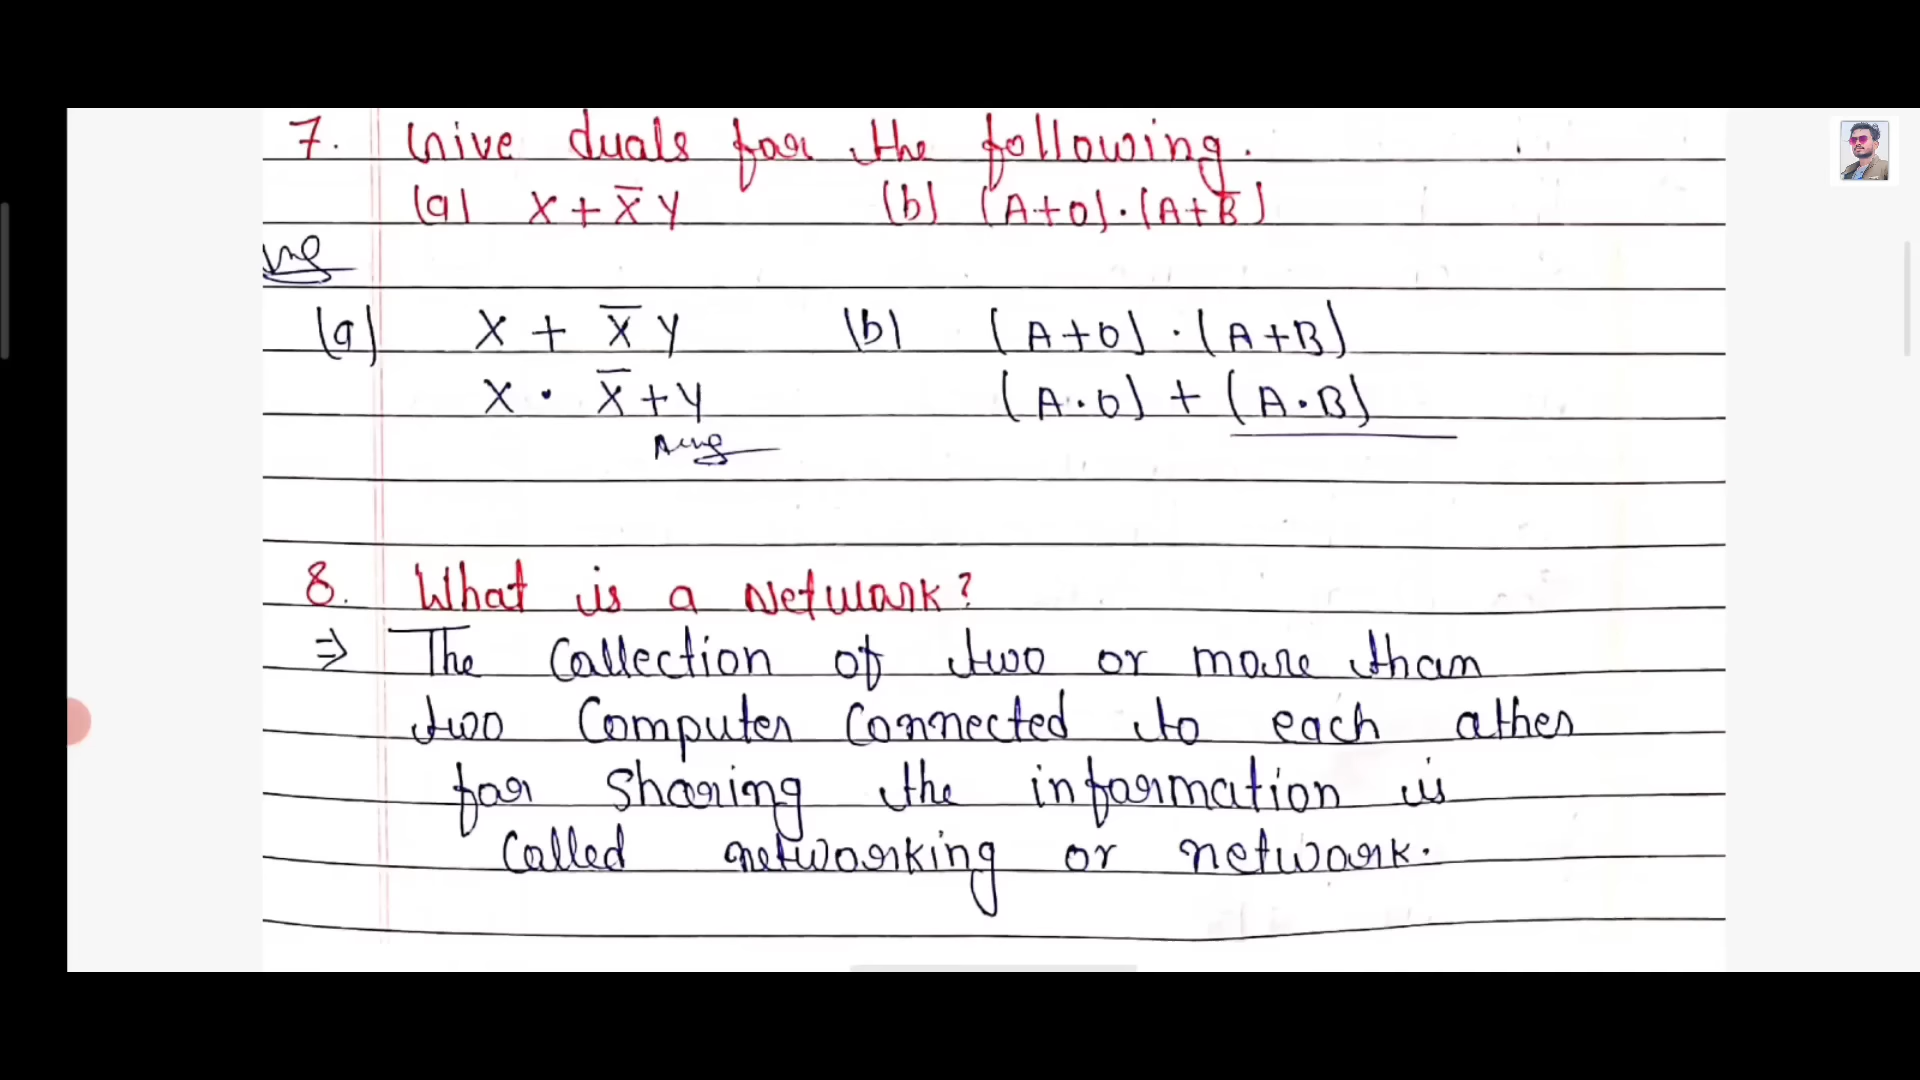 7. Give duals for the following.
(a) X + X̅ Y (b) (A+0).(A+B̅)
Ans
(a) X + X̅ Y (b) (A+0) . (A+B)
X . X̅ + Y (A.0) + (A.B)
Ans
8. What is a Network?
⇒ The Collection of two or more than
two Computer Connected to each other
for Sharing the information is
Called networking or network.